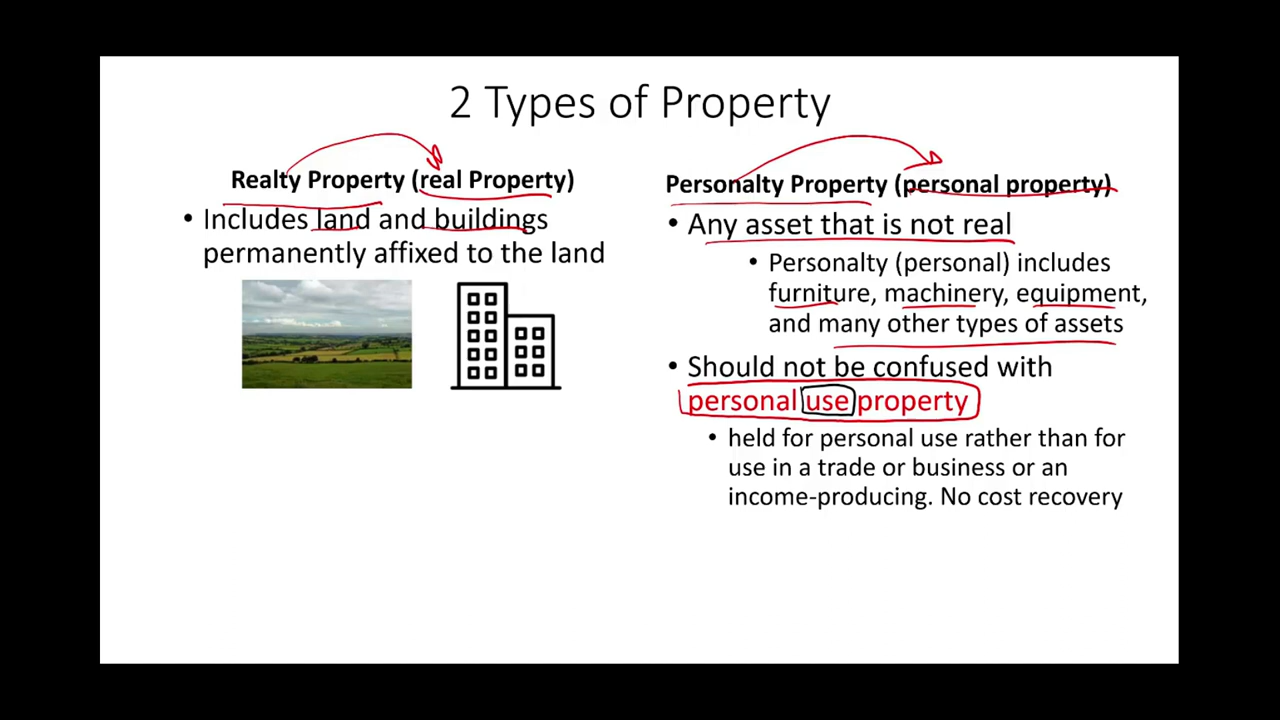 2 Types of Property
Realty Property (real Property)
• Includes land and buildings
permanently affixed to the land
Personalty Property (personal property)
• Any asset that is not real
• Personalty (personal) includes
furniture, machinery, equipment,
and many other types of assets
• Should not be confused with
personal use property
• held for personal use rather than for
use in a trade or business or an
income-producing. No cost recovery